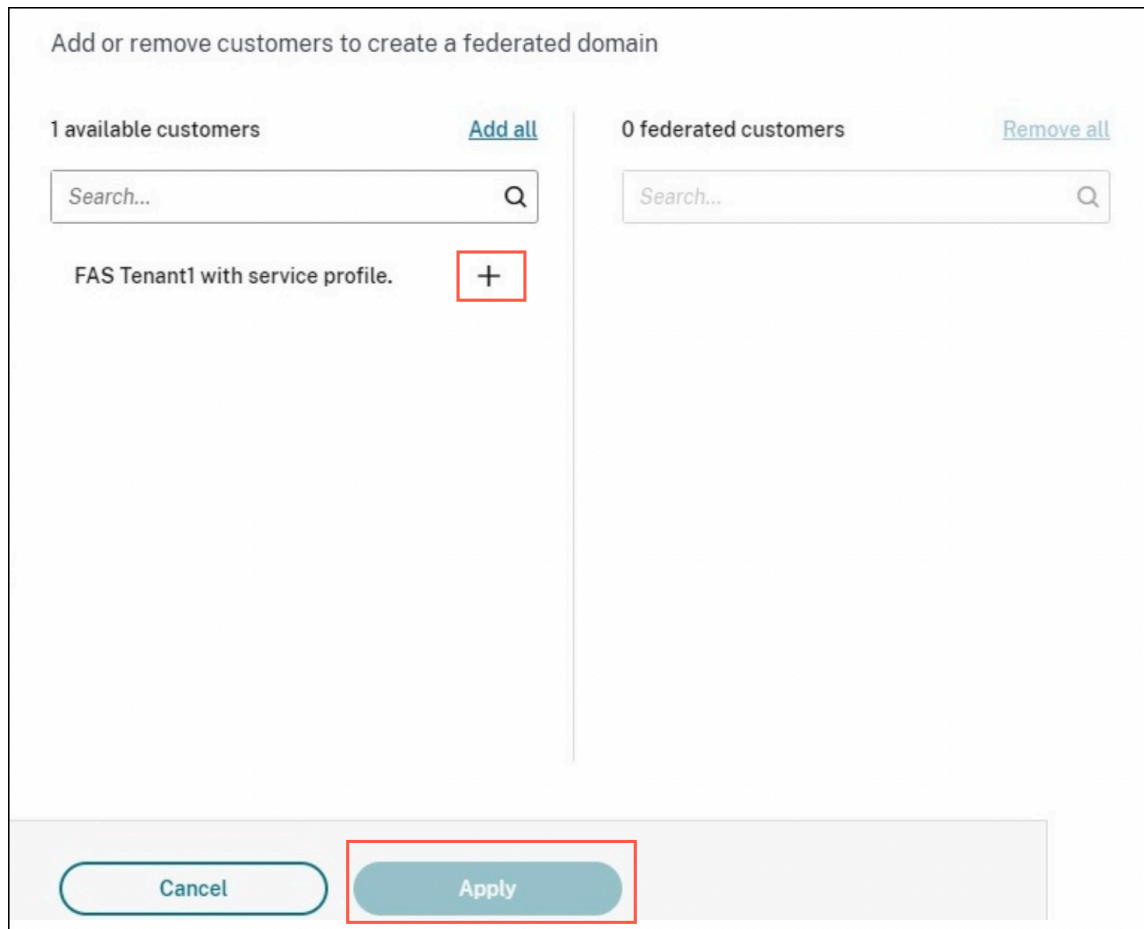 Add or remove customers to create a federated domain
1 available customers
Add all
Search...
FAS Tenant1 with service profile.
0 federated customers
Remove all
Search...
Cancel
Apply